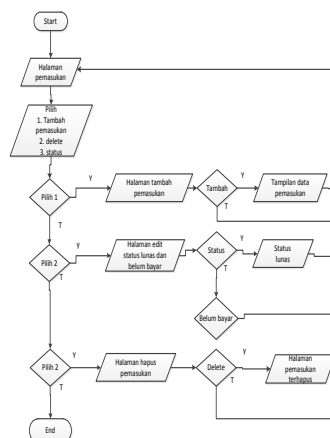 Start
Halaman
pemasukan
Pilih
1. Tambah
pemasukan
2. delete
3. status
Pilih 1
Y
T
Halaman tambah
pemasukan
Tambah
Y
T
Tampilan data
pemasukan
Pilih 2
Y
T
Halaman edit
status lunas dan
belum bayar
Status
Y
T
Status
lunas
Belum bayar
Pilih 2
Y
T
Halaman hapus
pemasukan
Delete
Y
T
Halaman
pemasukan
terhapus
End